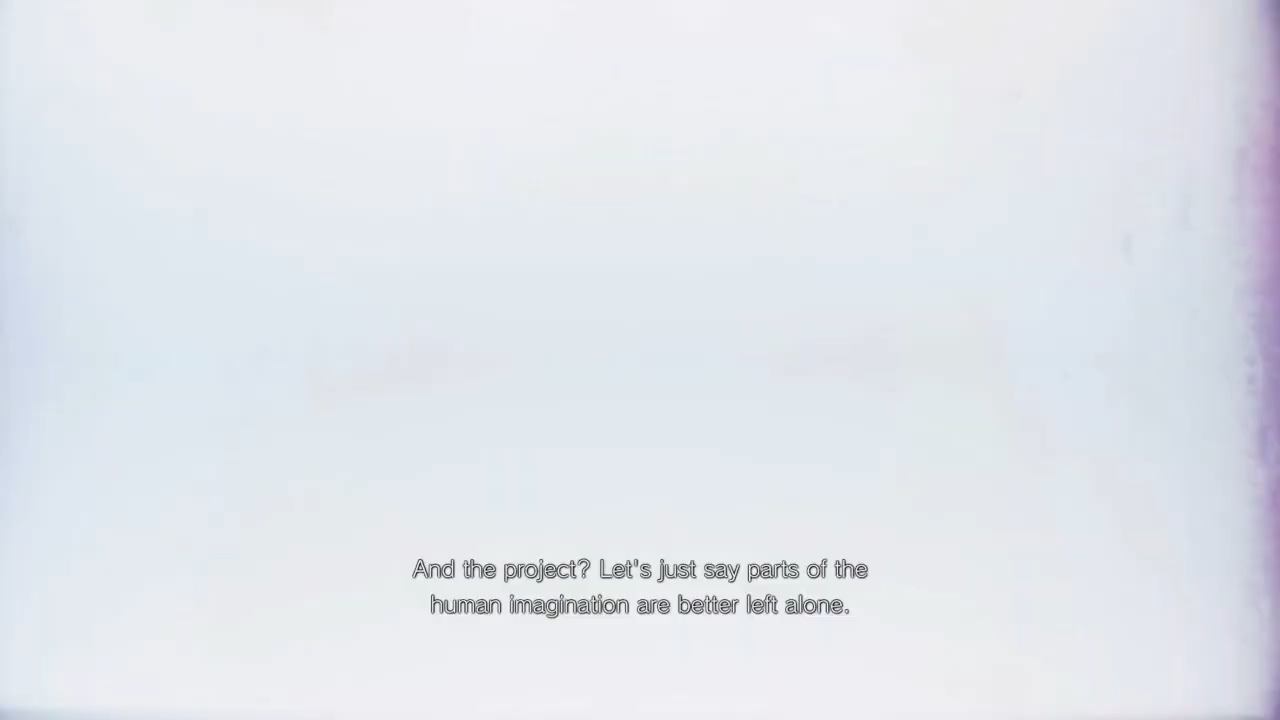 And the project? Let's just say parts of the
human imagination are better left alone.